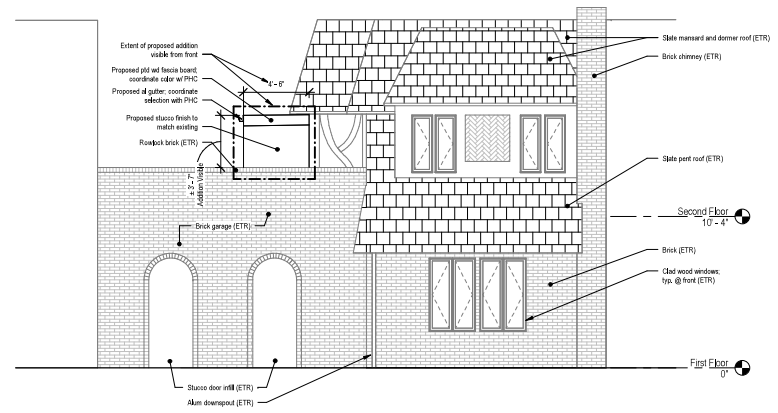 Extent of proposed addition
visible from front
Proposed ptd wd fascia board;
coordinate color w/ PHC
Proposed al gutter; coordinate
selection with PHC
Proposed stucco finish to
match existing
Rowlock brick (ETR)
4' - 6"
± 3' - 7"
Addition Visible
Brick garage (ETR)
Stucco door infill (ETR)
Alum downspout (ETR)
Slate mansard and dormer roof (ETR)
Brick chimney (ETR)
Slate pent roof (ETR)
Second Floor
10' - 4"
Brick (ETR)
Clad wood windows;
typ. @ front (ETR)
First Floor
0"